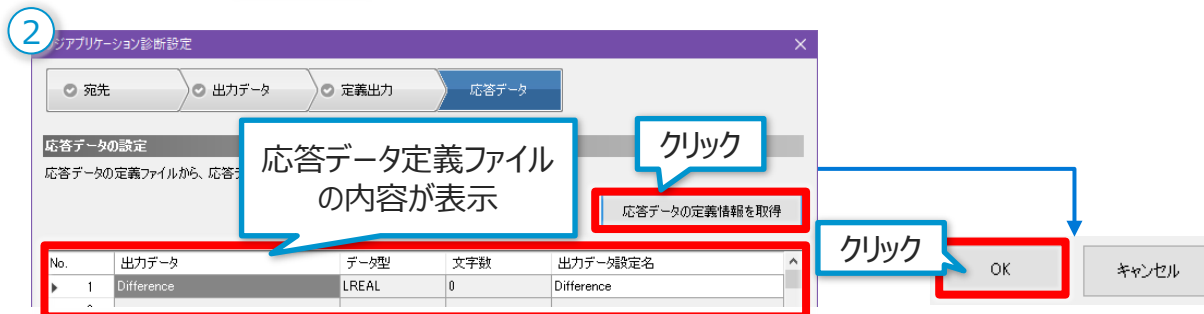 2
ジアプリケーション診断設定
宛先
出力データ
定義出力
応答データ
応答データの設定
応答データの定義ファイルから、応答デ
応答データ定義ファイル
の内容が表示
クリック
応答データの定義情報を取得
No. 出力データ データ型 文字数 出力データ設定名
1 Difference LREAL 0 Difference
クリック
OK
キャンセル